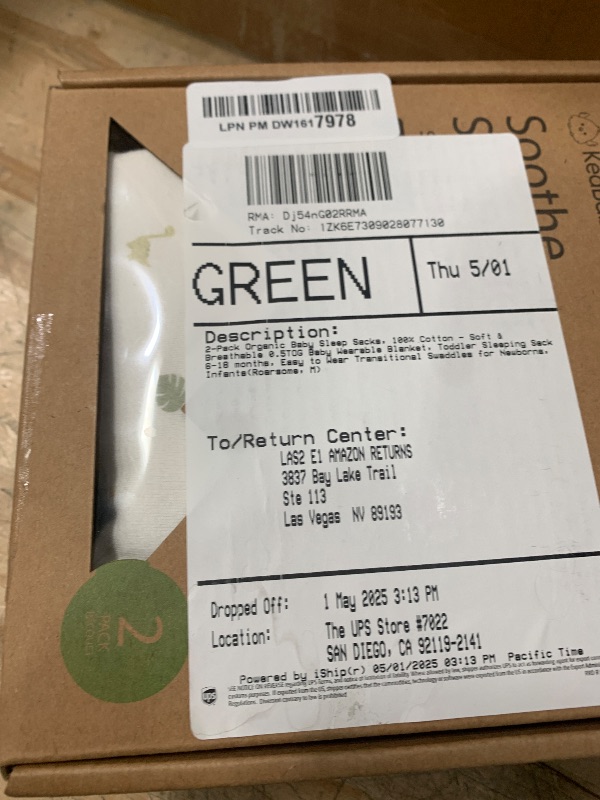 LPN PM DW1617978
RMA: Dj54nG02RRMA
Track No: 1ZK6E7309028077130
GREEN
Thu 5/01
Description:
2-Pack Organic Baby Sleep Sacks, 100% Cotton - Soft &
Breathable 0.5TOG Baby Wearable Blanket, Toddler Sleeping Sack
6-18 months, Easy to Wear Transitional Swaddles for Newborns,
Infants(Roarsome, M)
To/Return Center:
LAS2 E1 AMAZON RETURNS
3837 Bay Lake Trail
Ste 113
Las Vegas NV 89193
Dropped Off: 1 May 2025 3:13 PM
Location: The UPS Store #7022
SAN DIEGO, CA 92119-2141
Powered by iShip(r) 05/01/2025 03:13 PM Pacific Time
Soothe
2
PACK